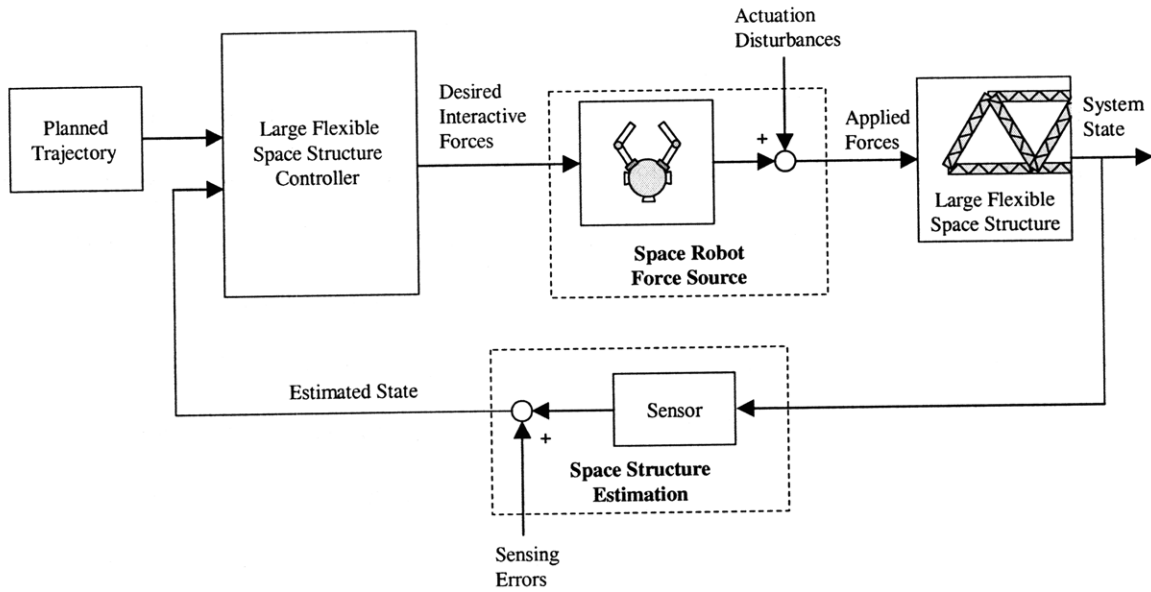 Actuation
Disturbances
Planned
Trajectory
Large Flexible
Space Structure
Controller
Desired
Interactive
Forces
+
Applied
Forces
System
State
Large Flexible
Space Structure
Space Robot
Force Source
Estimated State
Sensor
+
Space Structure
Estimation
Sensing
Errors